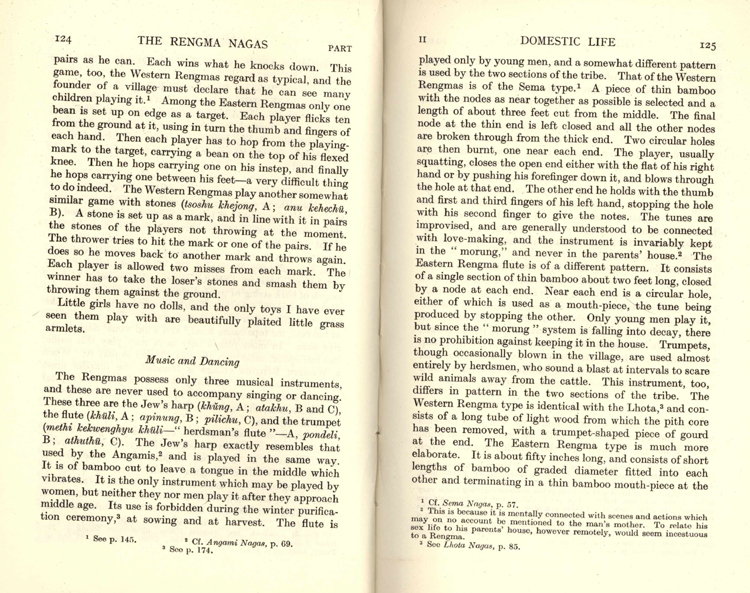 124
THE RENGMA NAGAS
PART
pairs as he can. Each wins what he knocks down. This
game, too, the Western Rengmas regard as typical, and the
founder of a village must declare that he can see many
children playing it.¹ Among the Eastern Rengmas only one
bean is set up on edge as a target. Each player flicks ten
from the ground at it, using in turn the thumb and fingers of
each hand. Then each player has to hop from the playing-
mark to the target, carrying a bean on the top of his flexed
knee. Then he hops carrying one on his instep, and finally
he hops carrying one between his feet—a very difficult thing
to do indeed. The Western Rengmas play another somewhat
similar game with stones (tsoshu khejong, A; anu kehechü,
B). A stone is set up as a mark, and in line with it in pairs
the stones of the players not throwing at the moment.
The thrower tries to hit the mark or one of the pairs. If he
does so he moves back to another mark and throws again.
Each player is allowed two misses from each mark. The
winner has to take the loser's stones and smash them by
throwing them against the ground.
Little girls have no dolls, and the only toys I have ever
seen them play with are beautifully plaited little grass
armlets.
Music and Dancing
The Rengmas possess only three musical instruments,
and these are never used to accompany singing or dancing.
These three are the Jew's harp (khüng, A; atakhu, B and C),
the flute (khüli, A; apinung, B; pilichu, C), and the trumpet
(methi kekwenghyu khüli—" herdsman's flute "—A, pondeli,
B; athuthü, C). The Jew's harp exactly resembles that
used by the Angamis,² and is played in the same way.
It is of bamboo cut to leave a tongue in the middle which
vibrates. It is the only instrument which may be played by
women, but neither they nor men play it after they approach
middle age. Its use is forbidden during the winter purifica-
tion ceremony,³ at sowing and at harvest. The flute is
¹ See p. 145.
² Cf. Angami Nagas, p. 69.
³ See p. 174.
II
DOMESTIC LIFE
125
played only by young men, and a somewhat different pattern
is used by the two sections of the tribe. That of the Western
Rengmas is of the Sema type.¹ A piece of thin bamboo
with the nodes as near together as possible is selected and a
length of about three feet cut from the middle. The final
node at the thin end is left closed and all the other nodes
are broken through from the thick end. Two circular holes
are then burnt, one near each end. The player, usually
squatting, closes the open end either with the flat of his right
hand or by pushing his forefinger down it, and blows through
the hole at that end. The other end he holds with the thumb
and first and third fingers of his left hand, stopping the hole
with his second finger to give the notes. The tunes are
improvised, and are generally understood to be connected
with love-making, and the instrument is invariably kept
in the " morung," and never in the parents' house.² The
Eastern Rengma flute is of a different pattern. It consists
of a single section of thin bamboo about two feet long, closed
by a node at each end. Near each end is a circular hole,
either of which is used as a mouth-piece, the tune being
produced by stopping the other. Only young men play it,
but since the " morung " system is falling into decay, there
is no prohibition against keeping it in the house. Trumpets,
though occasionally blown in the village, are used almost
entirely by herdsmen, who sound a blast at intervals to scare
wild animals away from the cattle. This instrument, too,
differs in pattern in the two sections of the tribe. The
Western Rengma type is identical with the Lhota,³ and con-
sists of a long tube of light wood from which the pith core
has been removed, with a trumpet-shaped piece of gourd
at the end. The Eastern Rengma type is much more
elaborate. It is about fifty inches long, and consists of short
lengths of bamboo of graded diameter fitted into each
other and terminating in a thin bamboo mouth-piece at the
¹ Cf. Sema Nagas, p. 57.
² This is because it is mentally connected with scenes and actions which
may on no account be mentioned to the man's mother. To relate his
sex life to his parents' house, however remotely, would seem incestuous
to a Rengma.
³ See Lhota Nagas, p. 85.